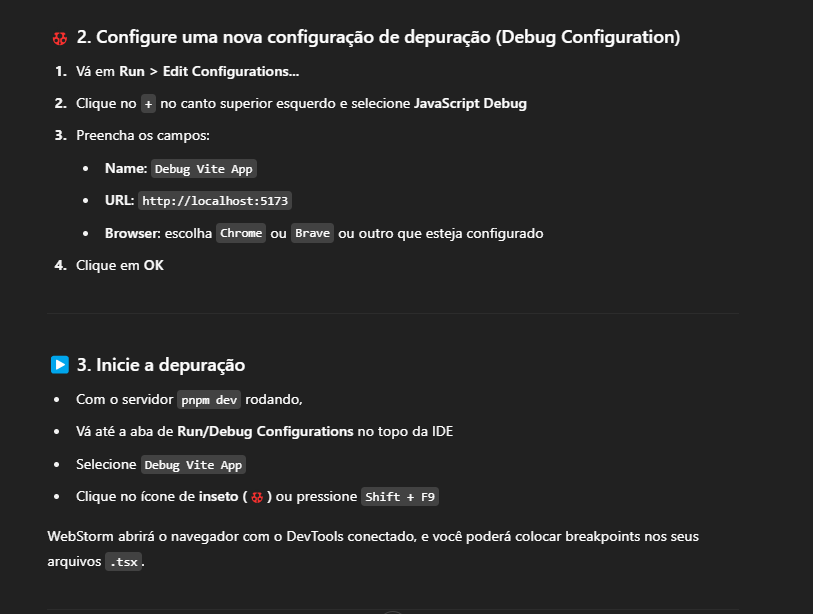 2. Configure uma nova configuração de depuração (Debug Configuration)
1. Vá em Run > Edit Configurations...
2. Clique no + no canto superior esquerdo e selecione JavaScript Debug
3. Preencha os campos:
• Name: Debug Vite App
• URL: http://localhost:5173
• Browser: escolha Chrome ou Brave ou outro que esteja configurado
4. Clique em OK
3. Inicie a depuração
• Com o servidor pnpm dev rodando,
• Vá até a aba de Run/Debug Configurations no topo da IDE
• Selecione Debug Vite App
• Clique no ícone de inseto ( ) ou pressione Shift + F9
WebStorm abrirá o navegador com o DevTools conectado, e você poderá colocar breakpoints nos seus
arquivos .tsx.